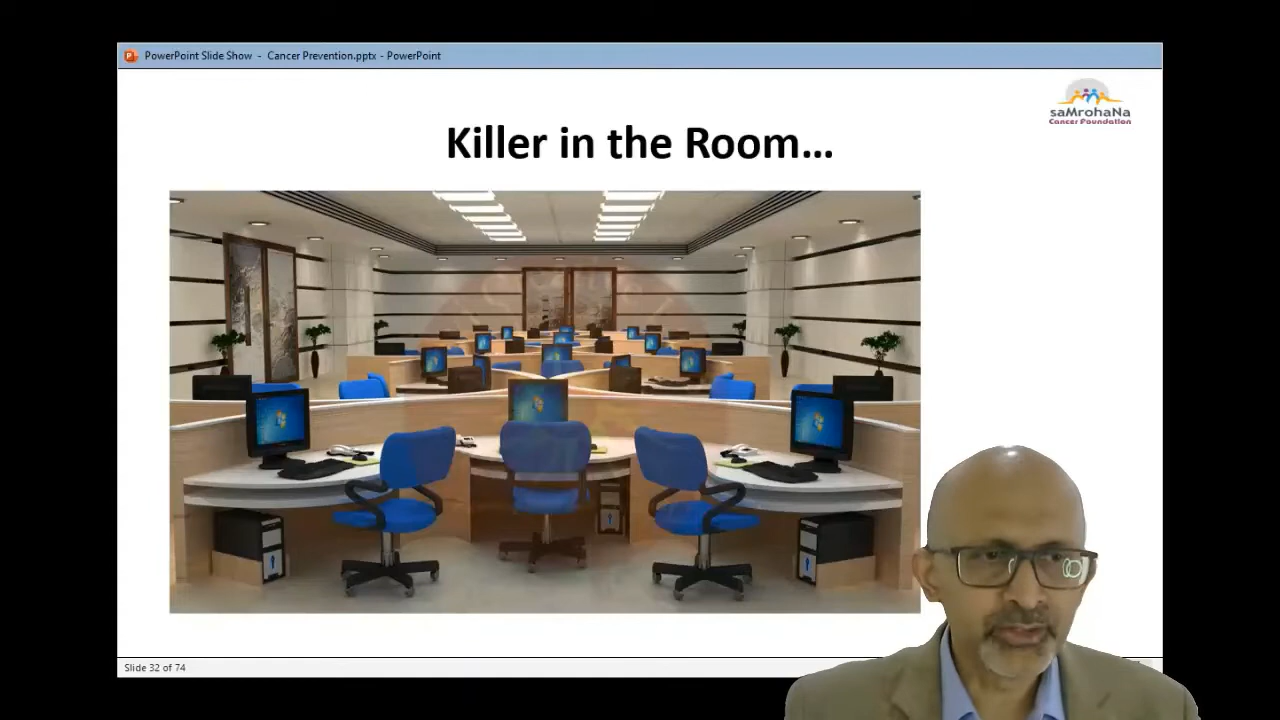 PowerPoint Slide Show - Cancer Prevention.pptx - PowerPoint
saMrohaNa
Cancer Foundation
Killer in the Room...
Slide 32 of 74